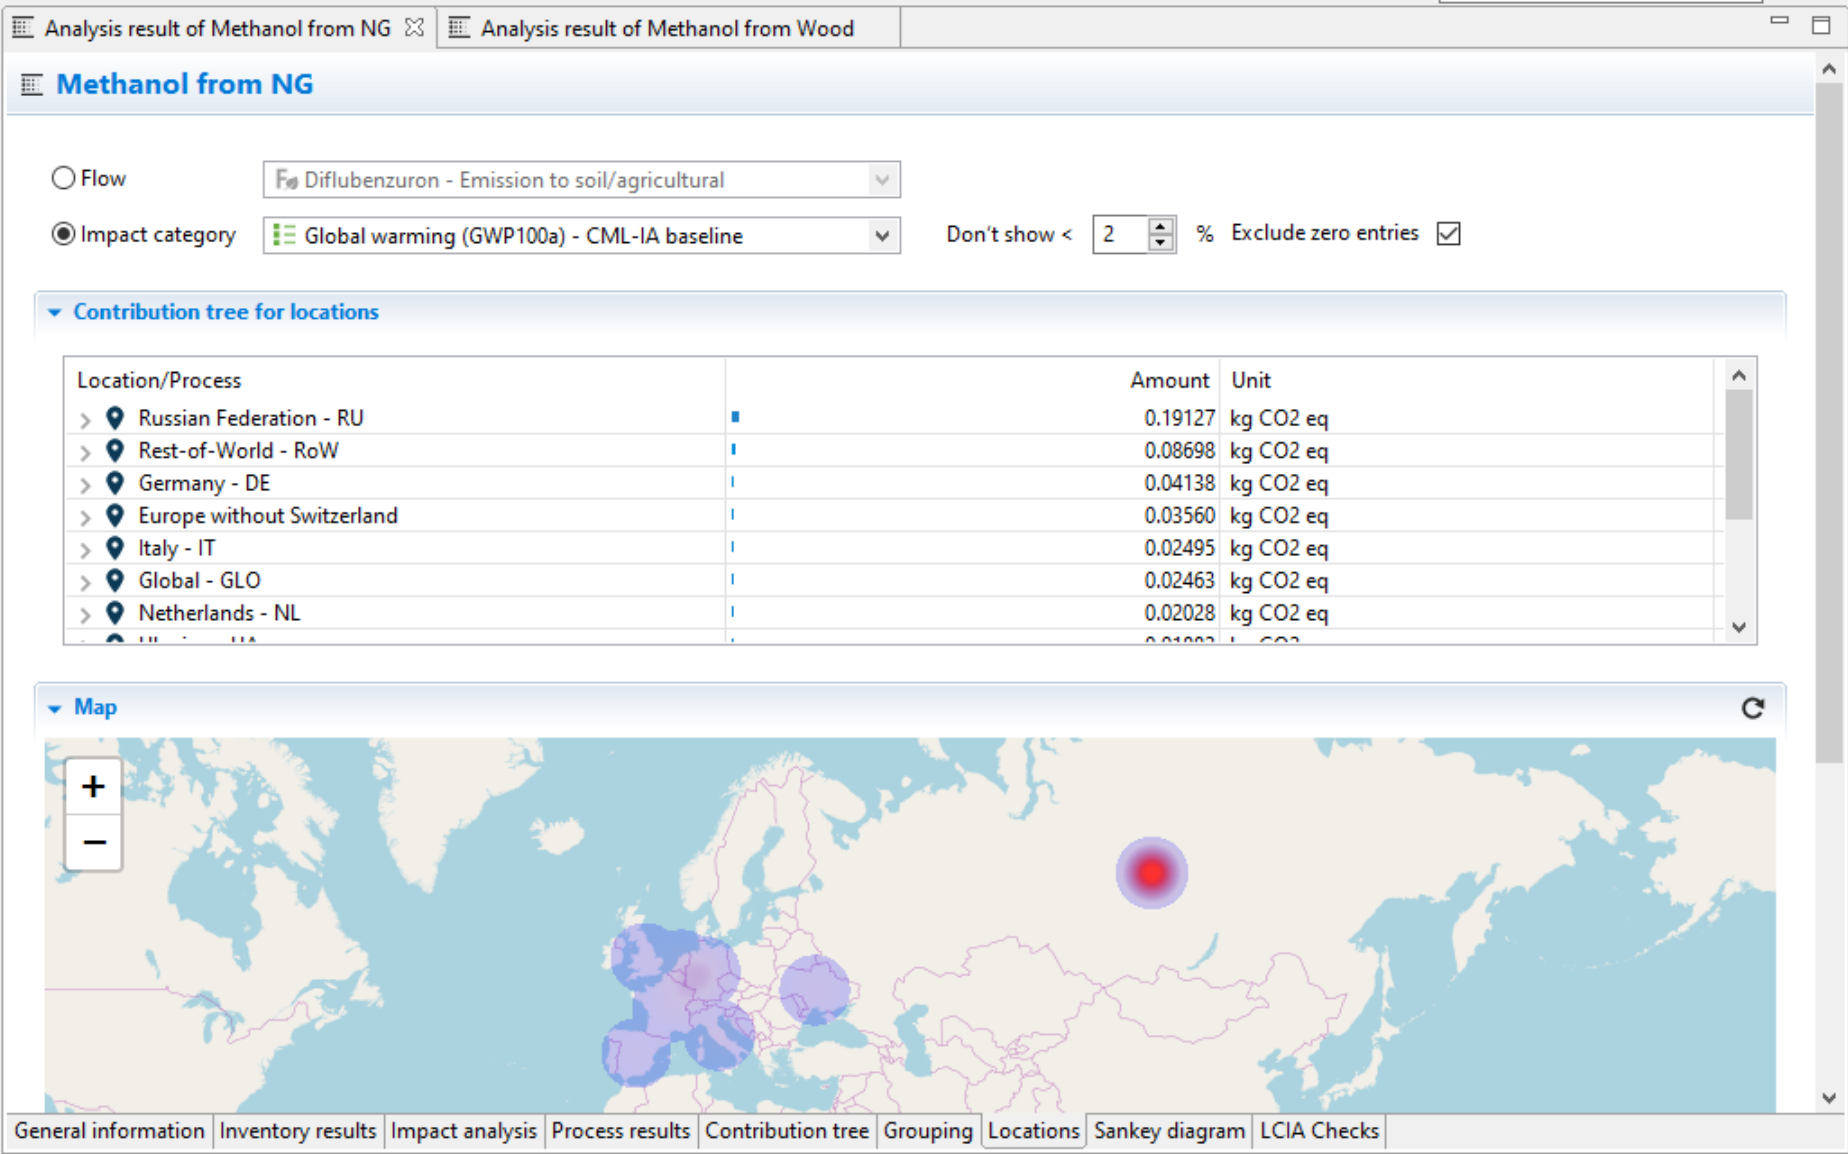 Analysis result of Methanol from NG
Analysis result of Methanol from Wood
Methanol from NG
Flow
Diflubenzuron - Emission to soil/agricultural
Impact category
Global warming (GWP100a) - CML-IA baseline
Don't show < 2 % Exclude zero entries
Contribution tree for locations
Location/Process Amount Unit
Russian Federation - RU 0.19127 kg CO2 eq
Rest-of-World - RoW 0.08698 kg CO2 eq
Germany - DE 0.04138 kg CO2 eq
Europe without Switzerland 0.03560 kg CO2 eq
Italy - IT 0.02495 kg CO2 eq
Global - GLO 0.02463 kg CO2 eq
Netherlands - NL 0.02028 kg CO2 eq
Map
+
−
General information Inventory results Impact analysis Process results Contribution tree Grouping Locations Sankey diagram LCIA Checks